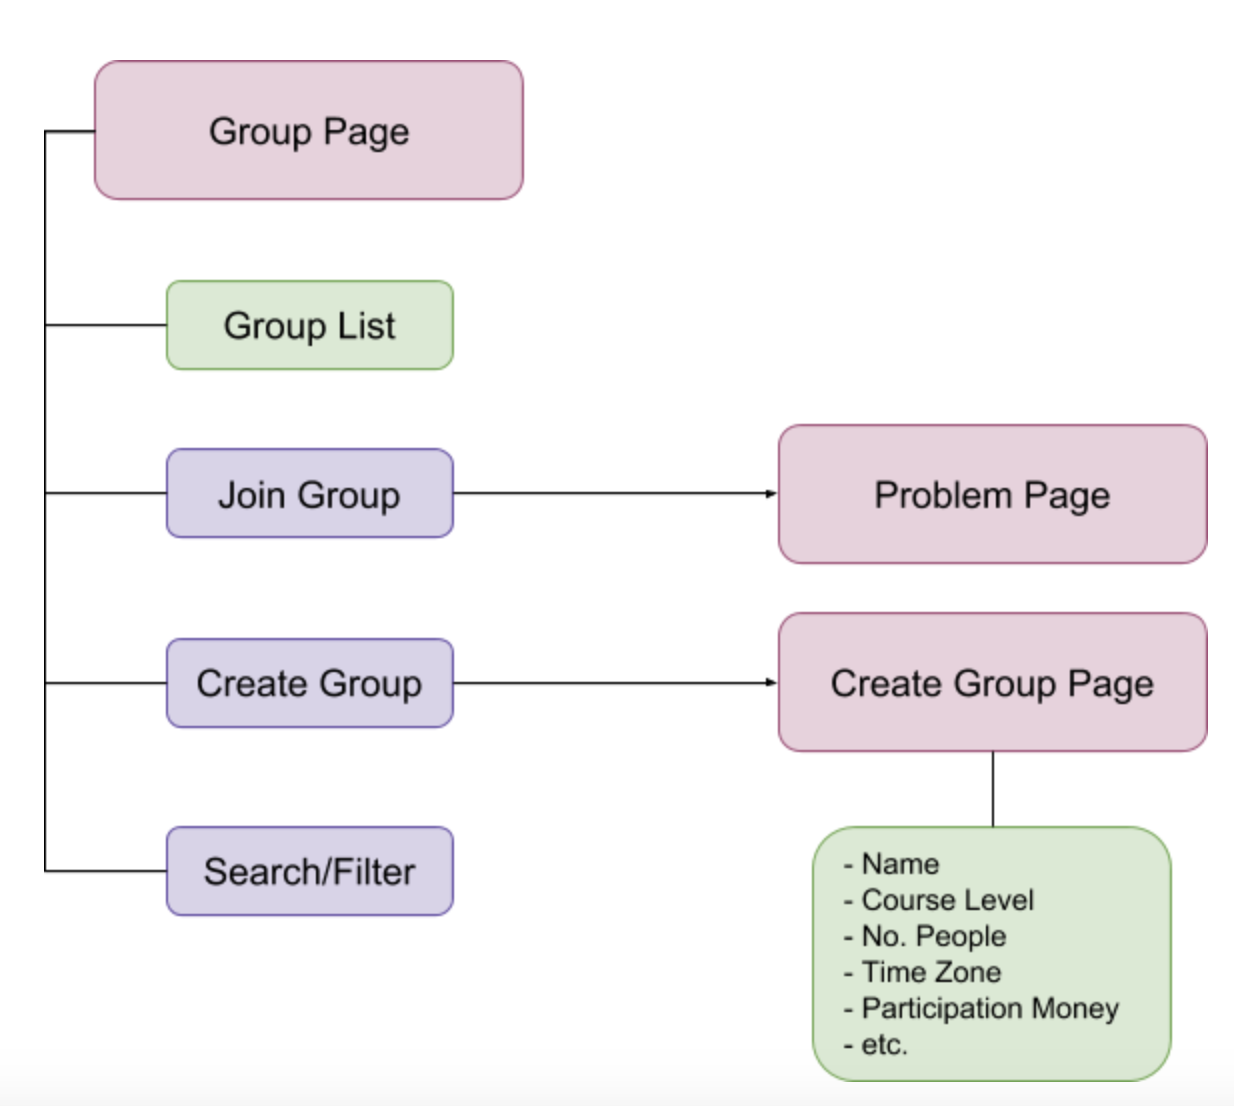 Group Page
Group List
Join Group
Problem Page
Create Group
Create Group Page
Search/Filter
- Name
- Course Level
- No. People
- Time Zone
- Participation Money
- etc.